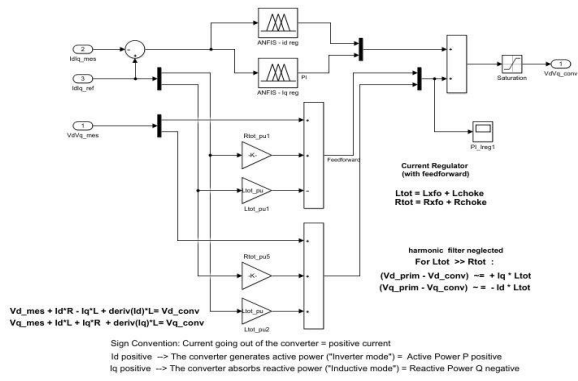 ANFIS - id reg
2
IdIq_mes
3
IdIq_ref
ANFIS - Iq reg
PI
Saturation
1
VdVq_conv
1
VdVq_mes
Rtot_pu1
-K-
Feedforward
Ltot_pu
Ltot_pu1
PI_Ireg1
Current Regulator
(with feedforward)
Ltot = Lxfo + Lchoke
Rtot = Rxfo + Rchoke
Rtot_pu5
-K-
Ltot_pu
Ltot_pu2
harmonic filter neglected
For Ltot >> Rtot :
(Vd_prim - Vd_conv) ~= + Iq * Ltot
(Vq_prim - Vq_conv) ~ = - Id * Ltot
Vd_mes + Id*R - Iq*L + deriv(Id)*L= Vd_conv
Vq_mes + Id*L + Iq*R + deriv(Iq)*L= Vq_conv
Sign Convention: Current going out of the converter = positive current
Id positive --> The converter generates active power ("Inverter mode") = Active Power P positive
Iq positive --> The converter absorbs reactive power ("Inductive mode") = Reactive Power Q negative